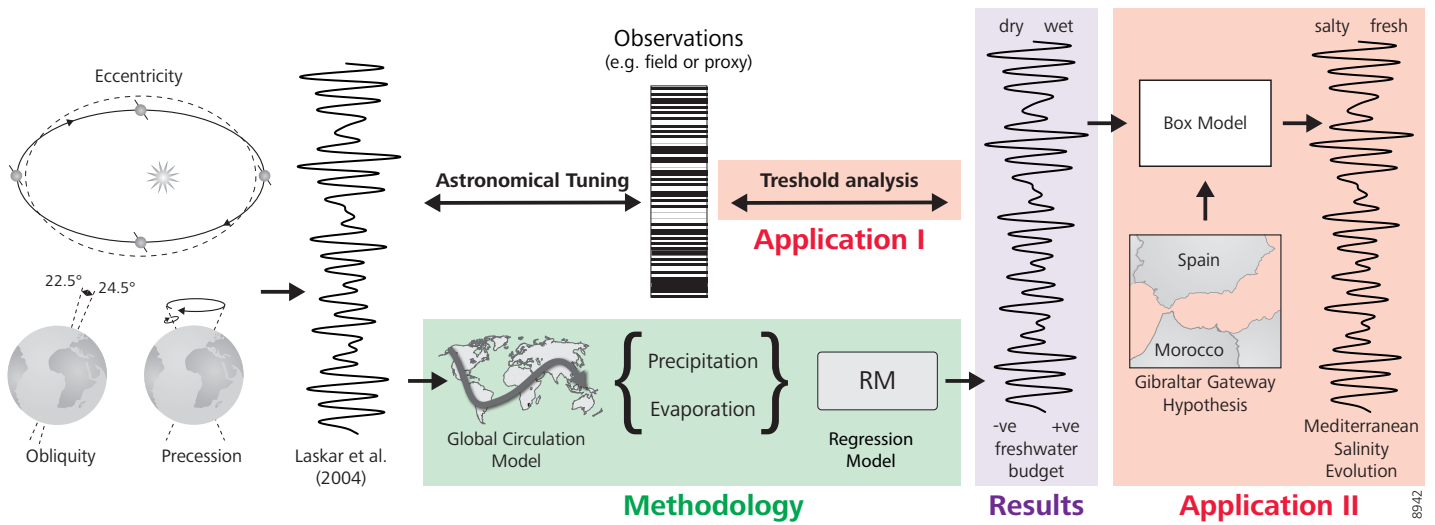 Eccentricity
22.5°
24.5°
Obliquity
Precession
Laskar et al.
(2004)
Observations
(e.g. field or proxy)
Astronomical Tuning
Treshold analysis
Application I
Global Circulation
Model
{
Precipitation
Evaporation
}
RM
Regression
Model
Methodology
dry wet
-ve +ve
freshwater
budget
Results
Box Model
Spain
Morocco
Gibraltar Gateway
Hypothesis
salty fresh
Mediterranean
Salinity
Evolution
Application II
8942